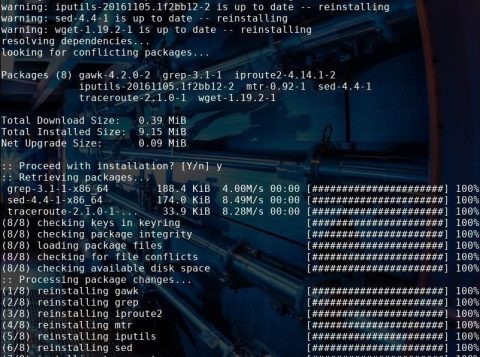 warning: iputils-20161105.1f2bb12-2 is up to date -- reinstalling
warning: sed-4.4-1 is up to date -- reinstalling
warning: wget-1.19.2-1 is up to date -- reinstalling
resolving dependencies...
looking for conflicting packages...
Packages (8) gawk-4.2.0-2 grep-3.1-1 iproute2-4.14.1-2
iputils-20161105.1f2bb12-2 mtr-0.92-1 sed-4.4-1
traceroute-2.1.0-1 wget-1.19.2-1
Total Download Size: 0.39 MiB
Total Installed Size: 9.15 MiB
Net Upgrade Size: 0.09 MiB
:: Proceed with installation? [Y/n] y
:: Retrieving packages...
grep-3.1-1-x86_64 188.4 KiB 4.00M/s 00:00 [######################] 100%
sed-4.4-1-x86_64 174.0 KiB 8.49M/s 00:00 [######################] 100%
traceroute-2.1.0-1-... 33.9 KiB 8.28M/s 00:00 [######################] 100%
(8/8) checking keys in keyring [######################] 100%
(8/8) checking package integrity [######################] 100%
(8/8) loading package files [######################] 100%
(8/8) checking for file conflicts [######################] 100%
(8/8) checking available disk space [######################] 100%
:: Processing package changes...
(1/8) reinstalling gawk [######################] 100%
(2/8) reinstalling grep [######################] 100%
(3/8) reinstalling iproute2 [######################] 100%
(4/8) reinstalling mtr [######################] 100%
(5/8) reinstalling iputils [######################] 100%
(6/8) reinstalling sed [######################] 100%